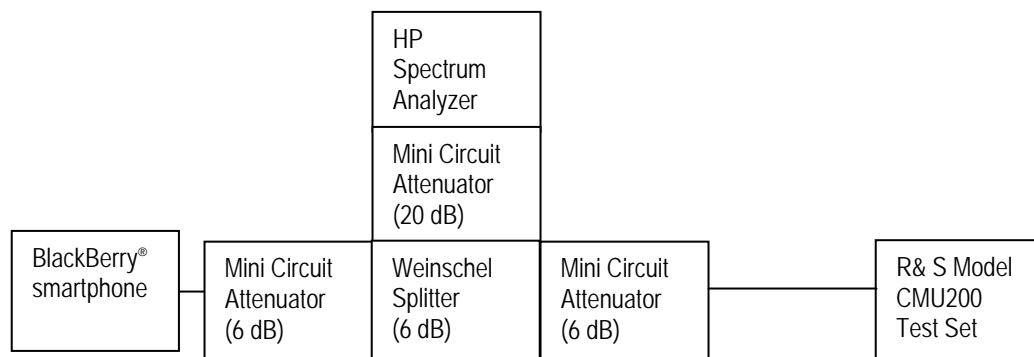 HP
Spectrum
Analyzer
Mini Circuit
Attenuator
(20 dB)
BlackBerry®
smartphone
Mini Circuit
Attenuator
(6 dB)
Weinschel
Splitter
(6 dB)
Mini Circuit
Attenuator
(6 dB)
R& S Model
CMU200
Test Set